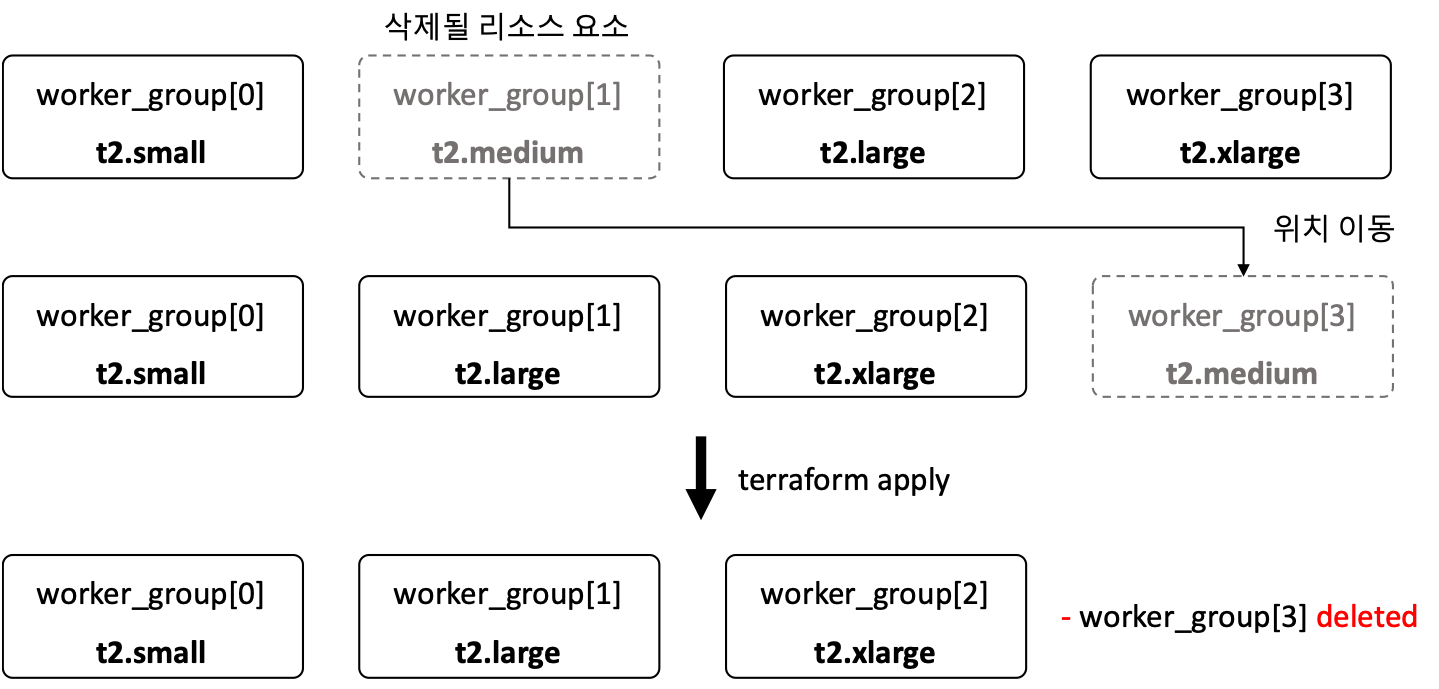 삭제될 리소스 요소
worker_group[0]
t2.small
worker_group[1]
t2.medium
worker_group[2]
t2.large
worker_group[3]
t2.xlarge
위치 이동
worker_group[0]
t2.small
worker_group[1]
t2.large
worker_group[2]
t2.xlarge
worker_group[3]
t2.medium
terraform apply
worker_group[0]
t2.small
worker_group[1]
t2.large
worker_group[2]
t2.xlarge
- worker_group[3] deleted